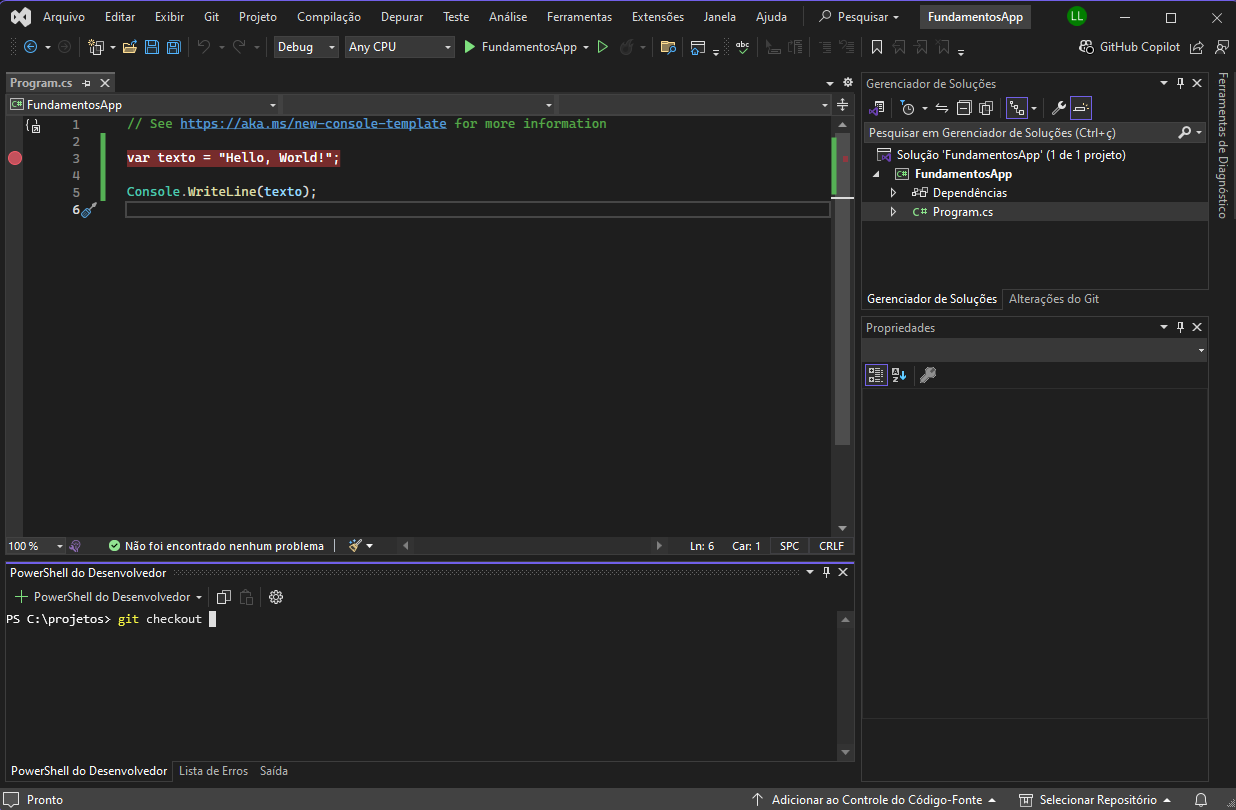 Arquivo Editar Exibir Git Projeto Compilação Depurar Teste Análise Ferramentas Extensões Janela Ajuda Pesquisar FundamentosApp LL
Debug Any CPU FundamentosApp abc GitHub Copilot
Program.cs
C# FundamentosApp
1 // See https://aka.ms/new-console-template for more information
2
3 var texto = "Hello, World!";
4
5 Console.WriteLine(texto);
6
100 % Não foi encontrado nenhum problema Ln: 6 Car: 1 SPC CRLF
Gerenciador de Soluções
Pesquisar em Gerenciador de Soluções (Ctrl+ç)
Solução 'FundamentosApp' (1 de 1 projeto)
C# FundamentosApp
Dependências
C# Program.cs
Gerenciador de Soluções Alterações do Git
Propriedades
AZ
Ferramentas de Diagnóstico
PowerShell do Desenvolvedor
PowerShell do Desenvolvedor
PS C:\projetos> git checkout
PowerShell do Desenvolvedor Lista de Erros Saída
Pronto Adicionar ao Controle do Código-Fonte Selecionar Repositório